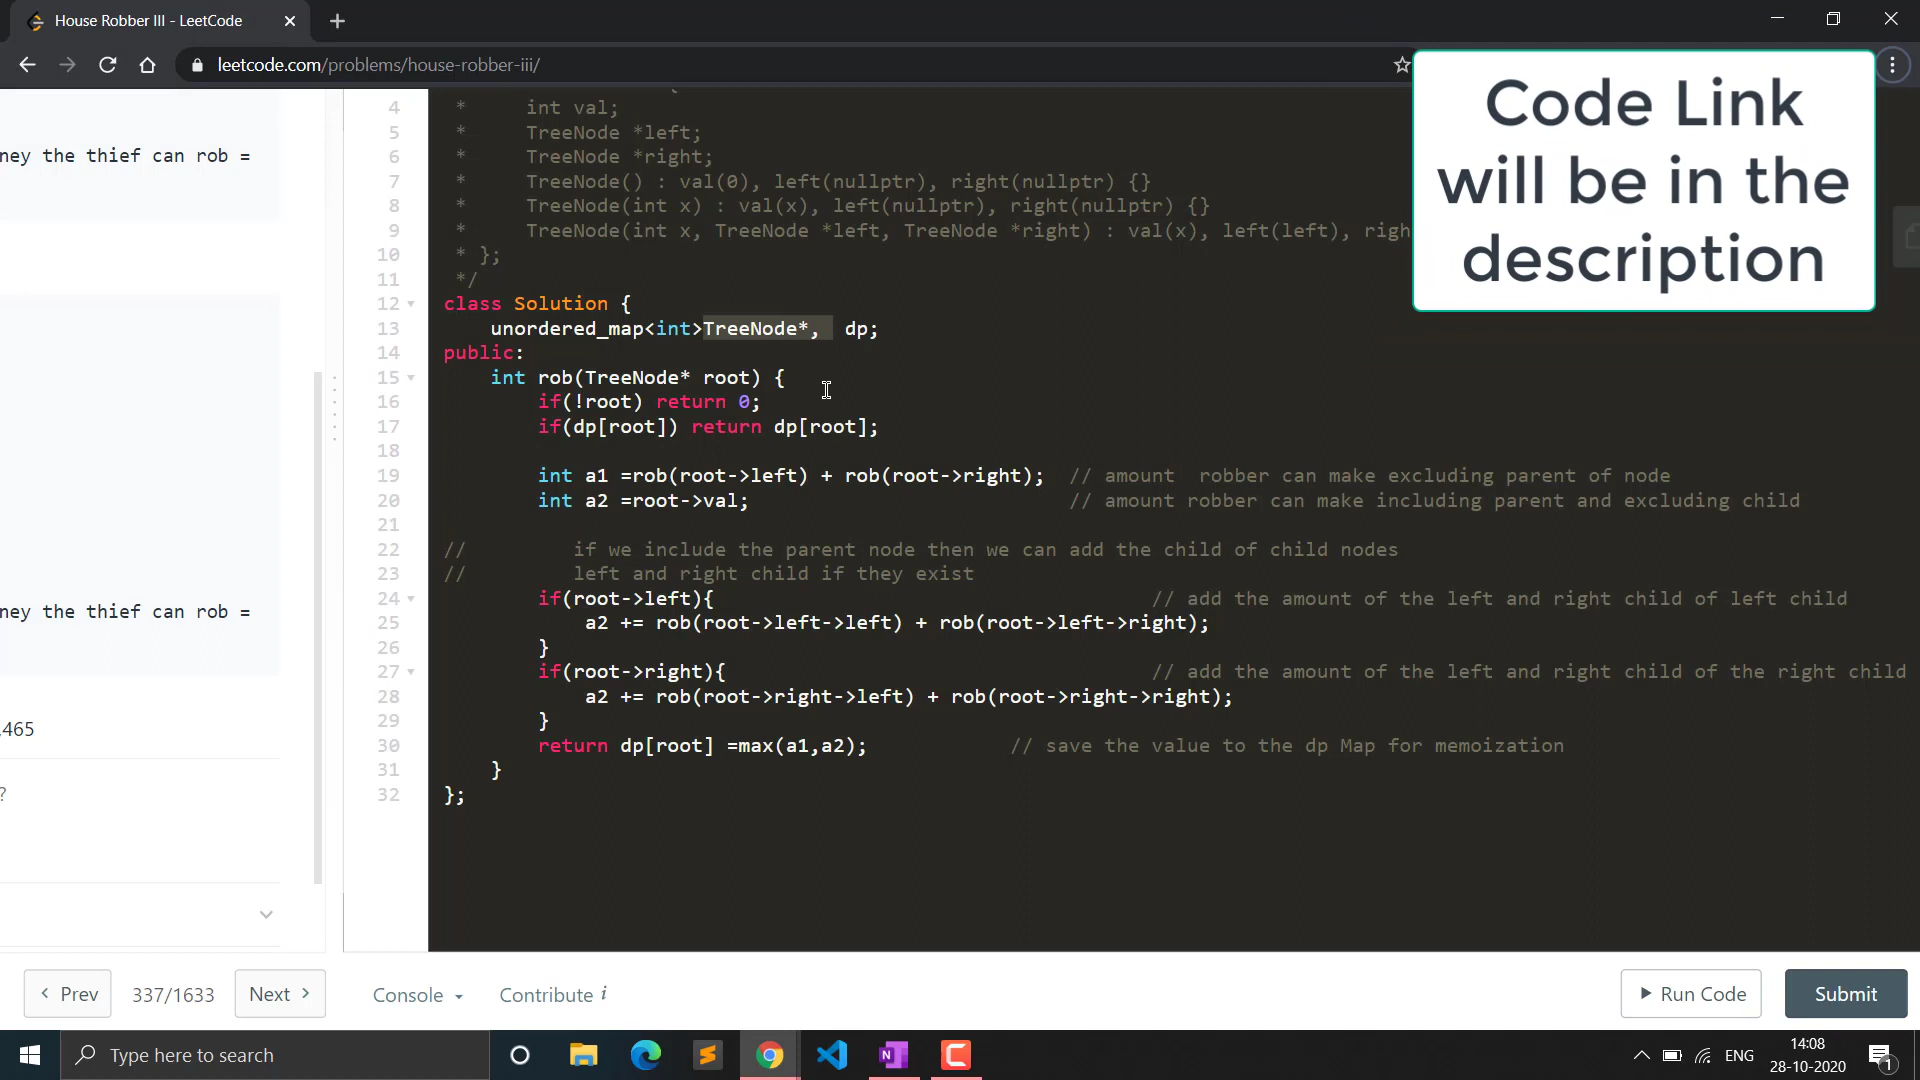 House Robber III - LeetCode
leetcode.com/problems/house-robber-iii/
Code Link
will be in the
description
ney the thief can rob =
ney the thief can rob =
.465
?
4 * int val;
5 * TreeNode *left;
6 * TreeNode *right;
7 * TreeNode() : val(0), left(nullptr), right(nullptr) {}
8 * TreeNode(int x) : val(x), left(nullptr), right(nullptr) {}
9 * TreeNode(int x, TreeNode *left, TreeNode *right) : val(x), left(left), righ
10 * };
11 */
12 class Solution {
13 unordered_map<int>TreeNode*, dp;
14 public:
15 int rob(TreeNode* root) {
16 if(!root) return 0;
17 if(dp[root]) return dp[root];
18
19 int a1 =rob(root->left) + rob(root->right); // amount robber can make excluding parent of node
20 int a2 =root->val; // amount robber can make including parent and excluding child
21
22 // if we include the parent node then we can add the child of child nodes
23 // left and right child if they exist
24 if(root->left){ // add the amount of the left and right child of left child
25 a2 += rob(root->left->left) + rob(root->left->right);
26 }
27 if(root->right){ // add the amount of the left and right child of the right child
28 a2 += rob(root->right->left) + rob(root->right->right);
29 }
30 return dp[root] =max(a1,a2); // save the value to the dp Map for memoization
31 }
32 };
Prev 337/1633 Next Console Contribute i Run Code Submit
Type here to search
N
ENG
14:08
28-10-2020
1